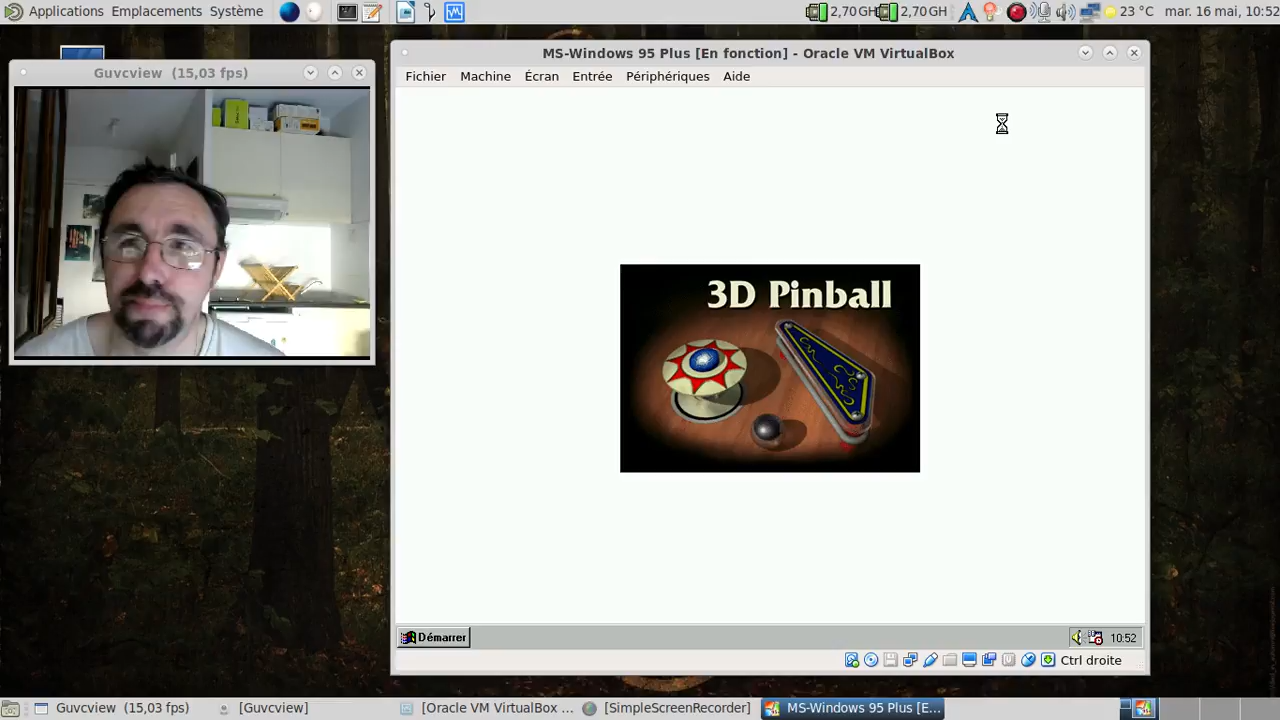 Applications Emplacements Système 2,70 GH 2,70 GH 23 °C mar. 16 mai, 10:52
Guvcview (15,03 fps)
MS-Windows 95 Plus [En fonction] - Oracle VM VirtualBox
Fichier Machine Écran Entrée Périphériques Aide
3D Pinball
Démarrer 10:52
Ctrl droite
Guvcview (15,03 fps) [Guvcview] [Oracle VM VirtualBox ... [SimpleScreenRecorder] MS-Windows 95 Plus [E...